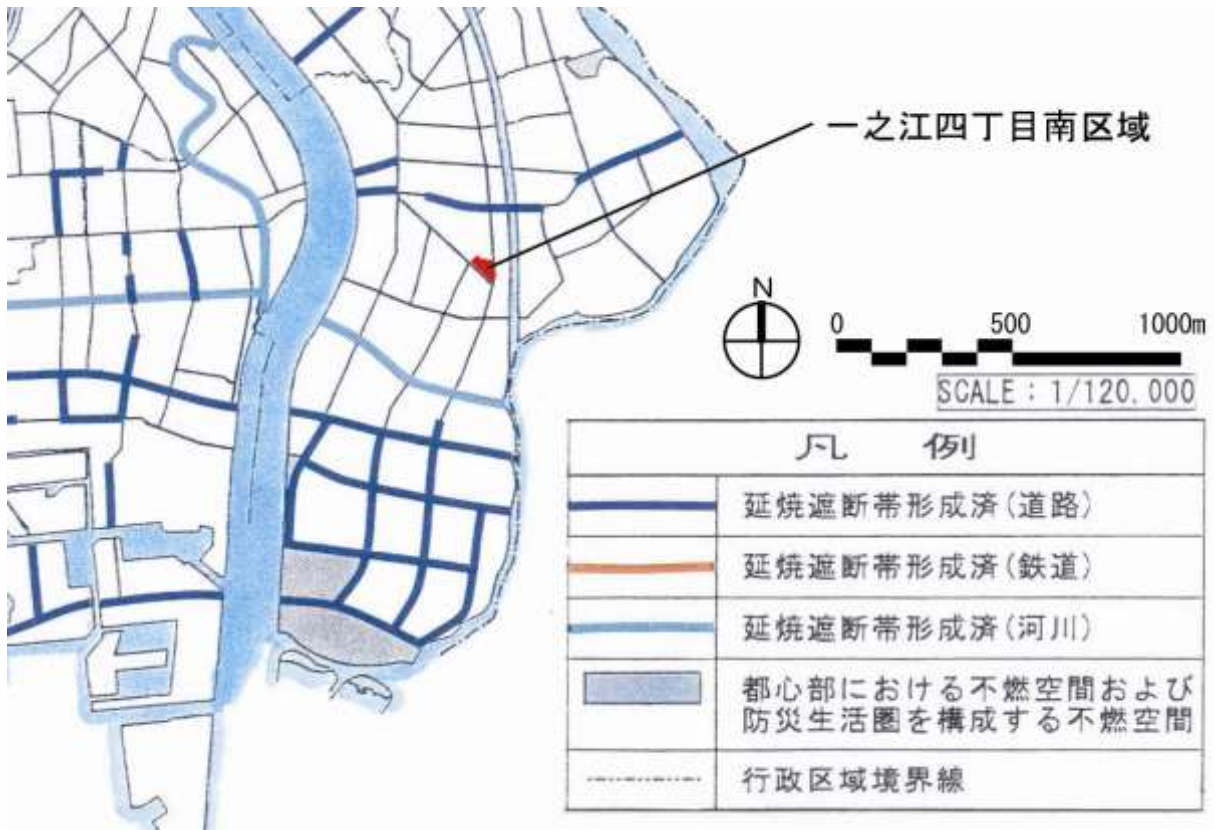 一之江四丁目南区域
N
0 500 1000m
SCALE : 1/120,000
凡 例
延焼遮断帯形成済(道路)
延焼遮断帯形成済(鉄道)
延焼遮断帯形成済(河川)
都心部における不燃空間および
防災生活圏を構成する不燃空間
行政区域境界線